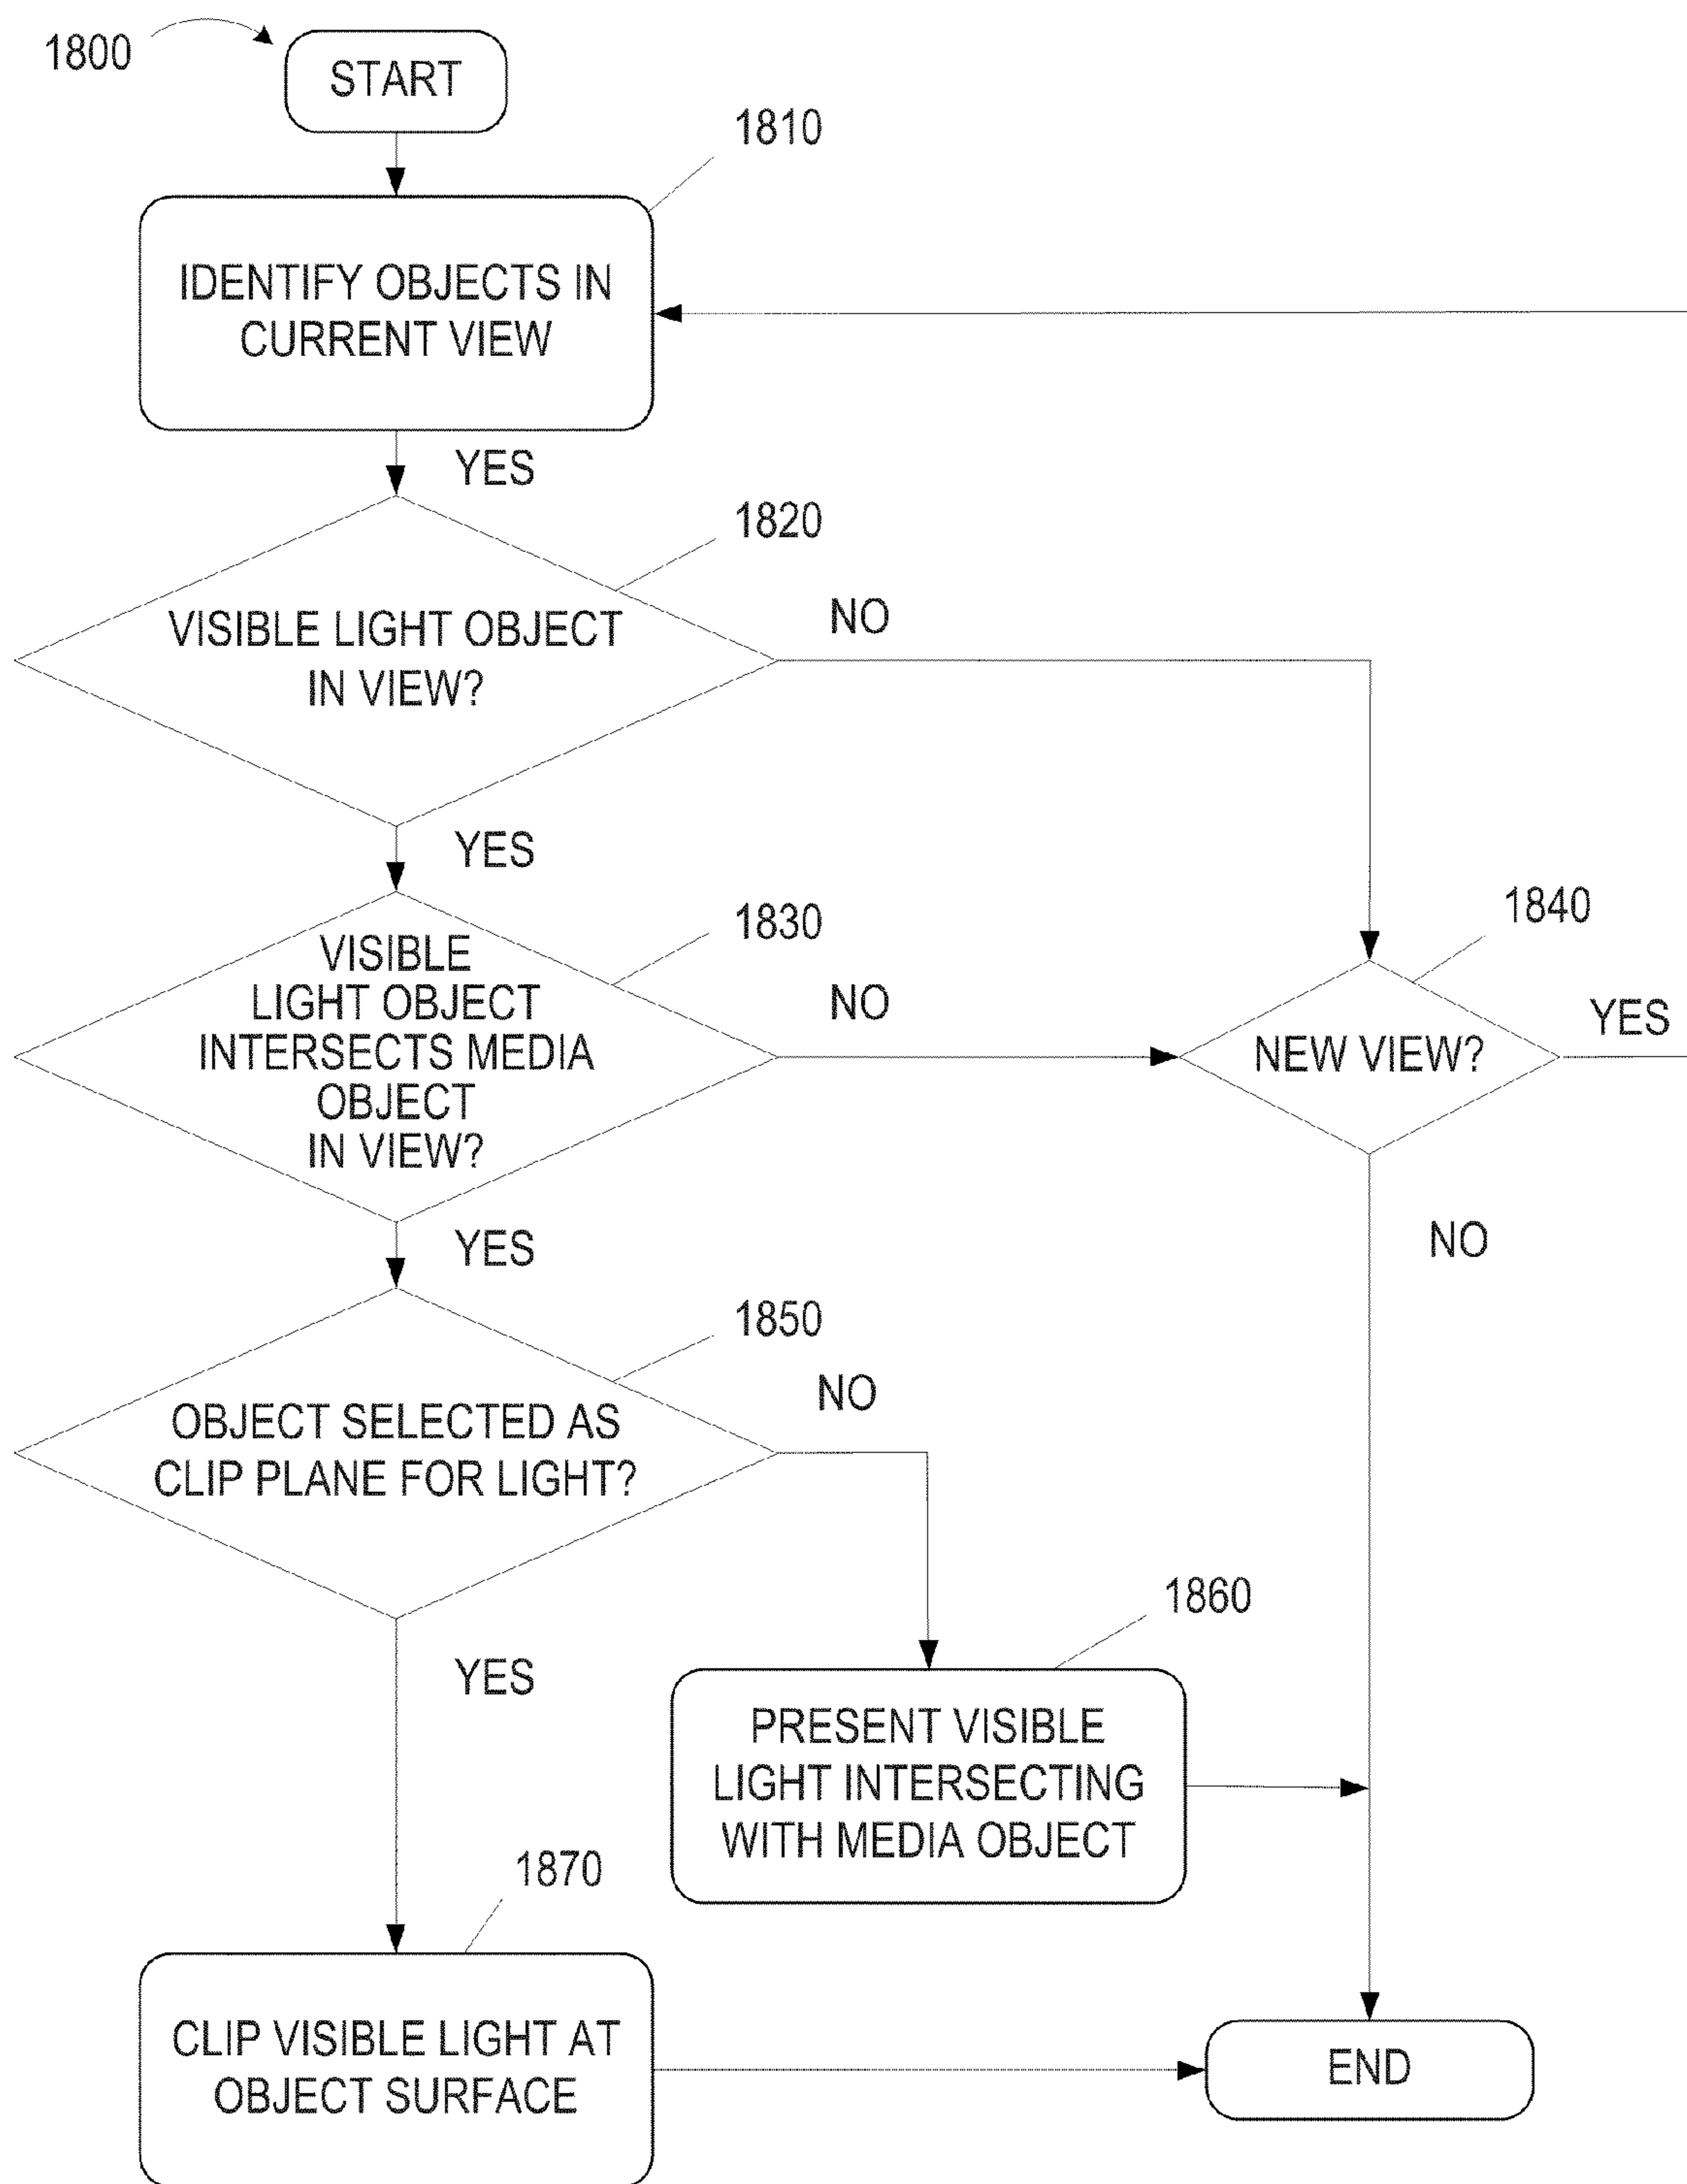 1800
START
1810
IDENTIFY OBJECTS IN
CURRENT VIEW
YES
1820
VISIBLE LIGHT OBJECT
IN VIEW?
NO
YES
1830
VISIBLE
LIGHT OBJECT
INTERSECTS MEDIA
OBJECT
IN VIEW?
NO
1840
NEW VIEW?
YES
NO
YES
1850
OBJECT SELECTED AS
CLIP PLANE FOR LIGHT?
NO
1860
PRESENT VISIBLE
LIGHT INTERSECTING
WITH MEDIA OBJECT
YES
1870
CLIP VISIBLE LIGHT AT
OBJECT SURFACE
END